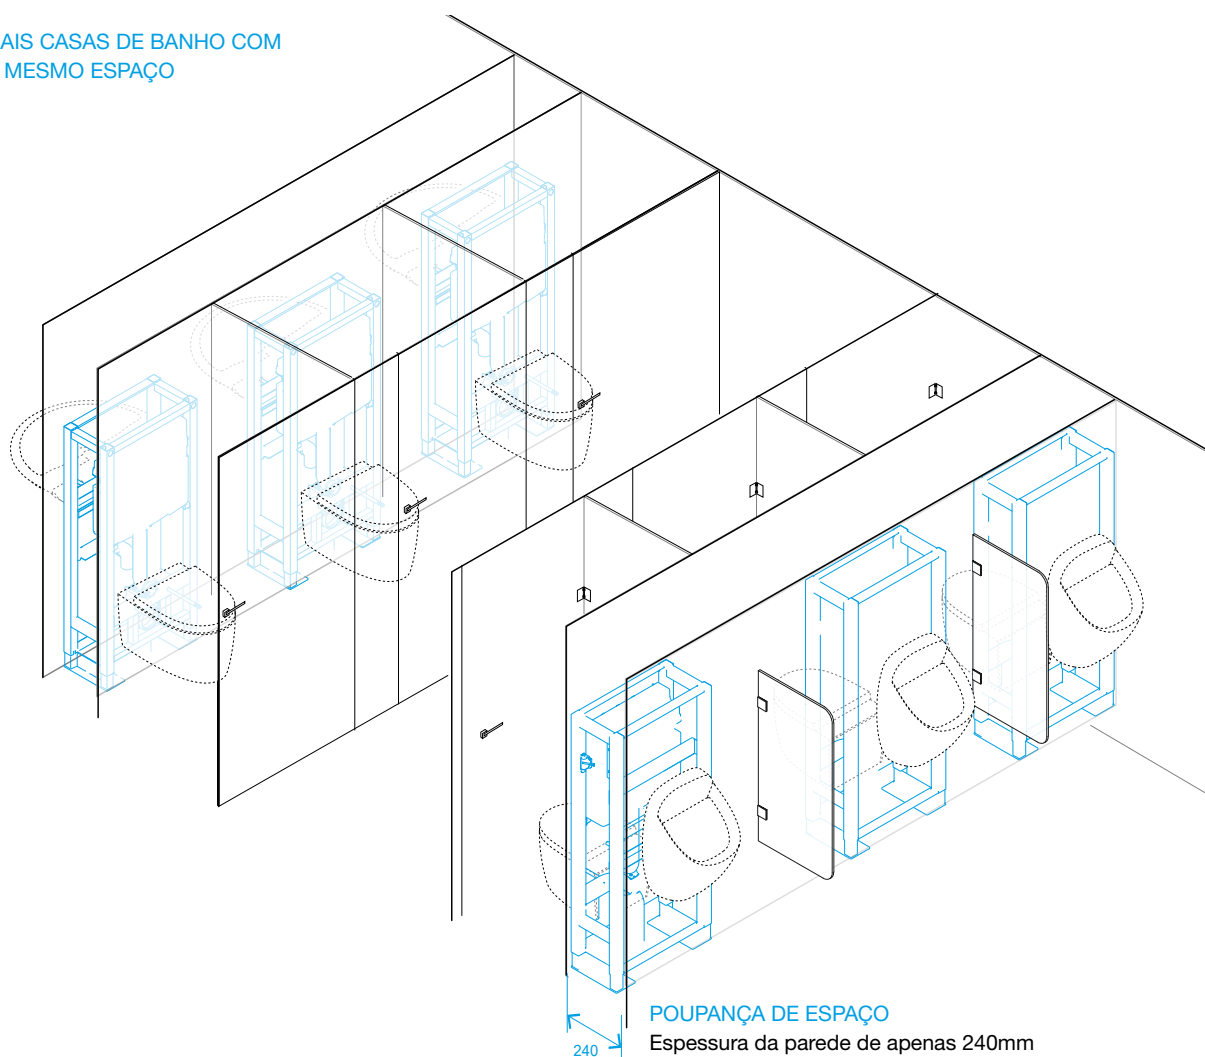 AIS CASAS DE BANHO COM
MESMO ESPAÇO
POUPANÇA DE ESPAÇO
Espessura da parede de apenas 240mm
240